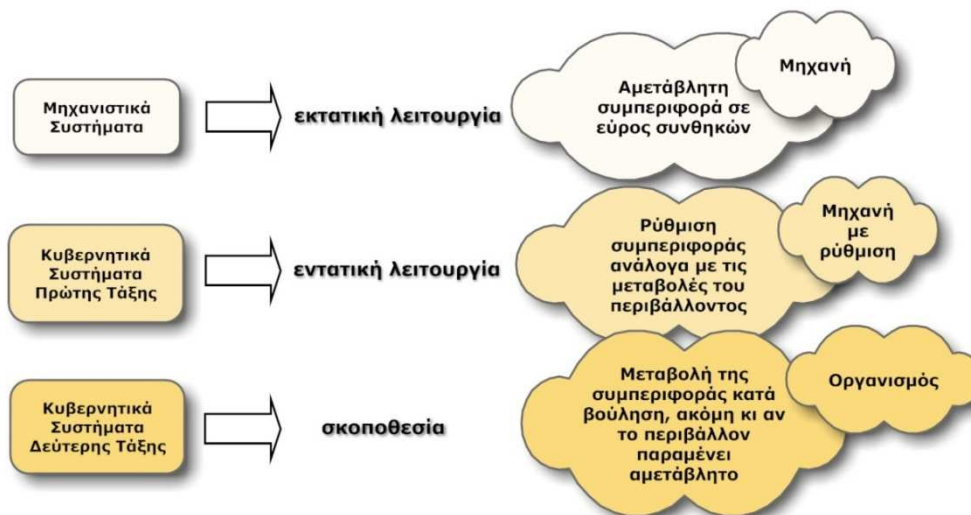 Μηχανιστικά
Συστήματα
εκτατική λειτουργία
Αμετάβλητη
συμπεριφορά σε
εύρος συνθηκών
Μηχανή
Κυβερνητικά
Συστήματα
Πρώτης Τάξης
εντατική λειτουργία
Ρύθμιση
συμπεριφοράς
ανάλογα με τις
μεταβολές του
περιβάλλοντος
Μηχανή
με
ρύθμιση
Κυβερνητικά
Συστήματα
Δεύτερης Τάξης
σκοποθεσία
Μεταβολή της
συμπεριφοράς κατά
βούληση, ακόμη κι αν
το περιβάλλον
παραμένει
αμετάβλητο
Οργανισμός